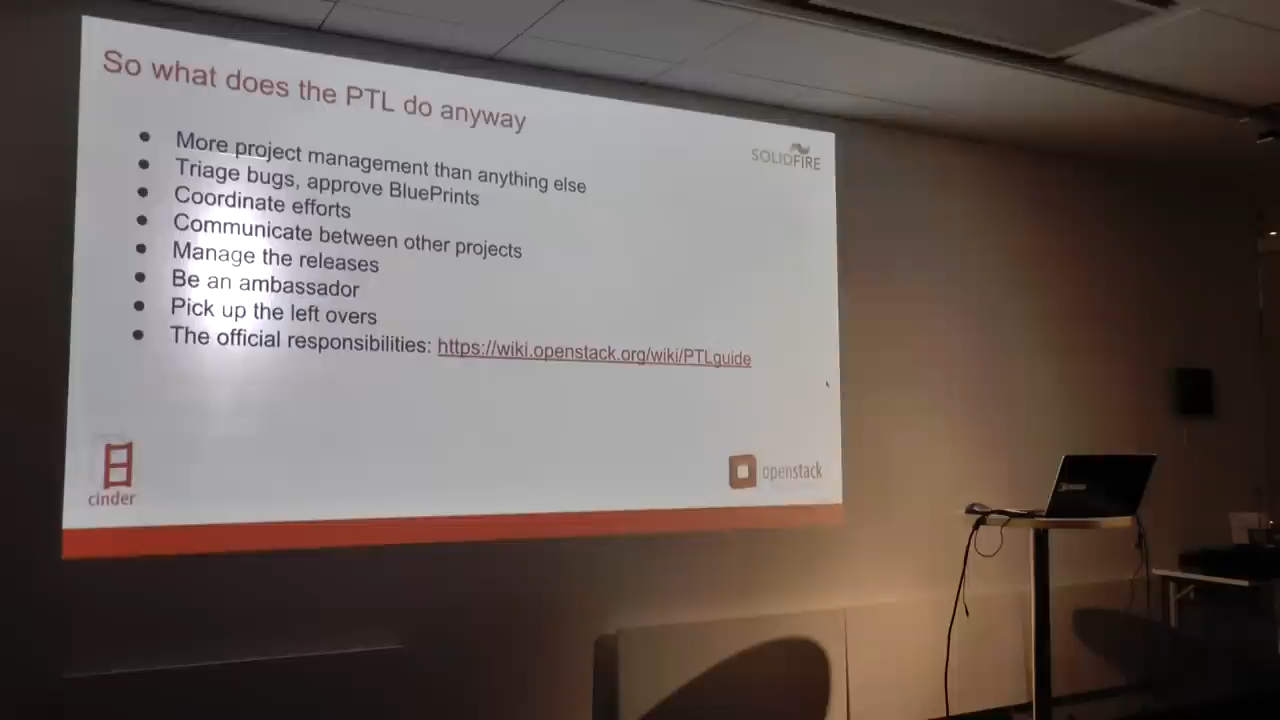 So what does the PTL do anyway
SOLIDFIRE
● More project management than anything else
● Triage bugs, approve BluePrints
● Coordinate efforts
● Communicate between other projects
● Manage the releases
● Be an ambassador
● Pick up the left overs
● The official responsibilities: https://wiki.openstack.org/wiki/PTLguide
cinder
openstack